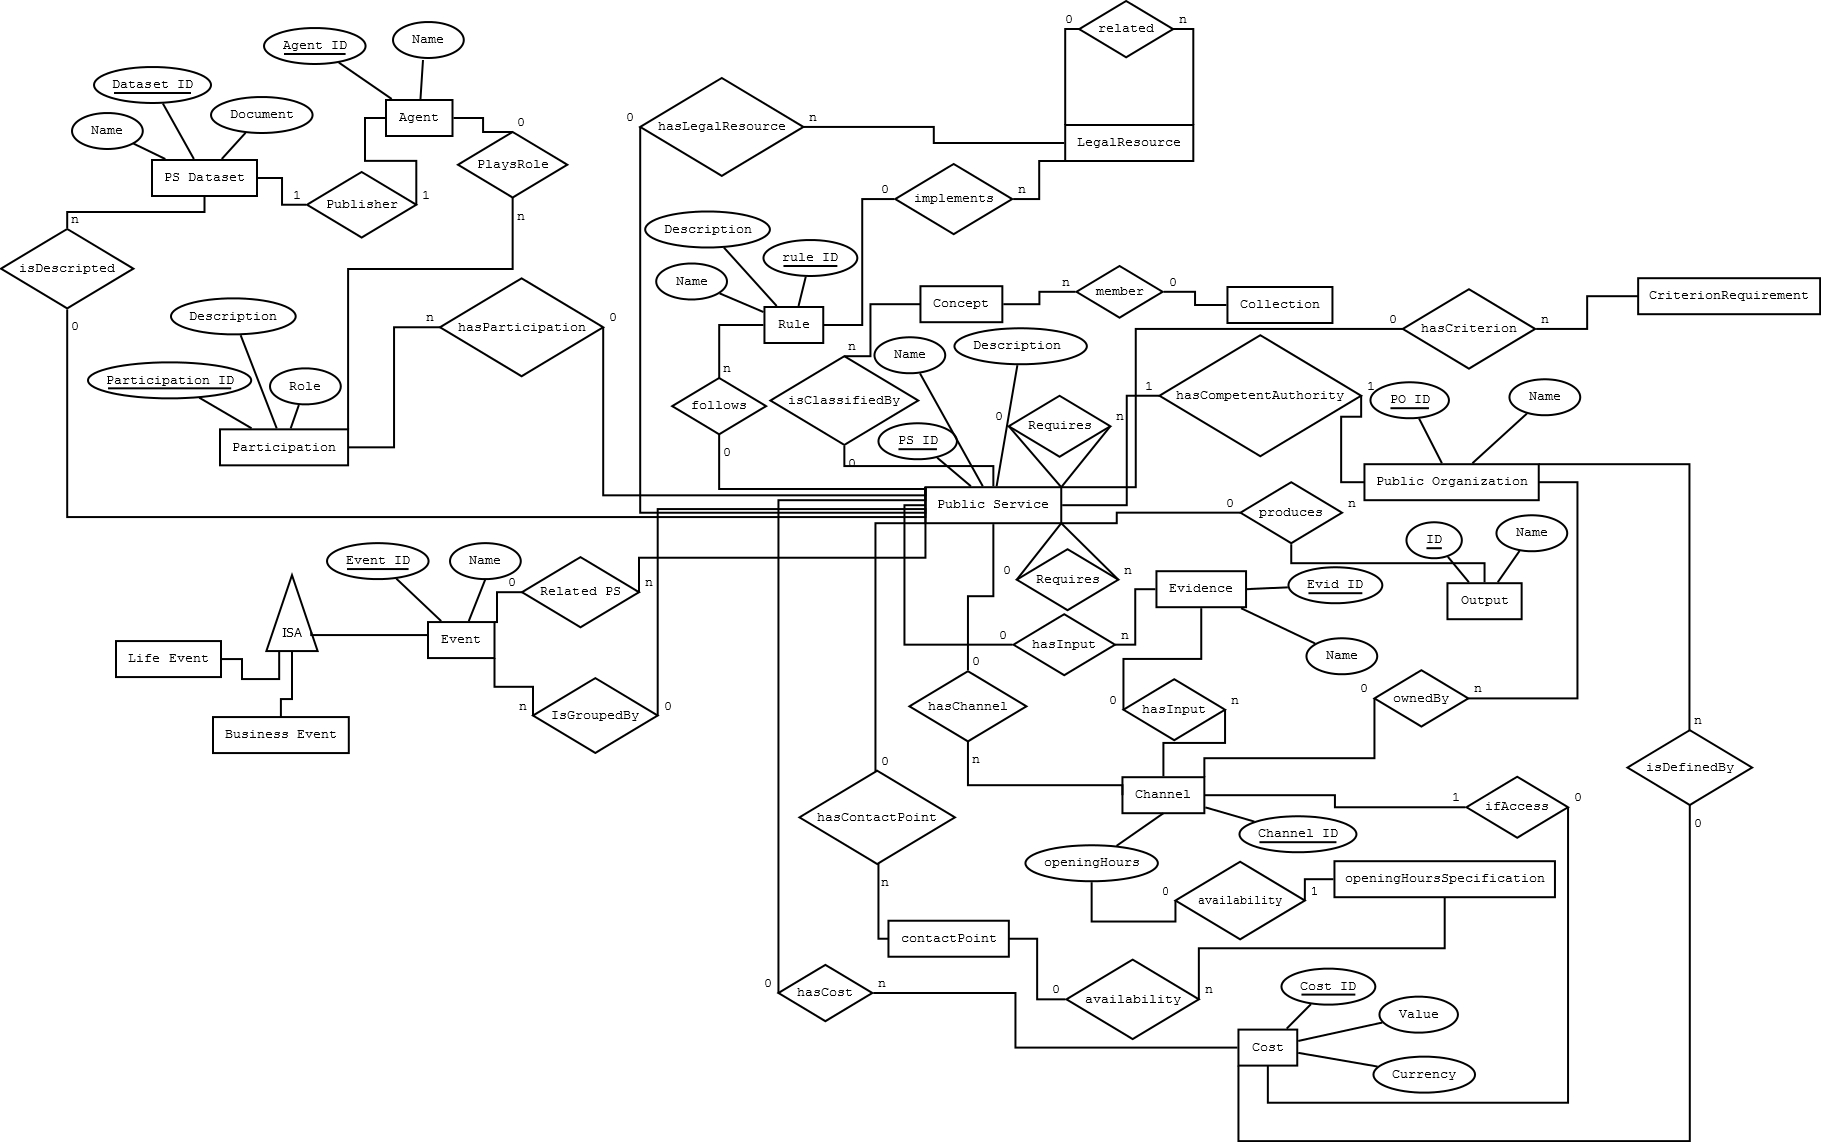 0
related
n
Agent ID
Name
Dataset ID
Document
Name
Agent
0
0
hasLegalResource
n
LegalResource
PlaysRole
PS Dataset
1
Publisher
1
n
n
0
implements
n
Description
rule ID
isDescripted
0
Name
Concept
n
member
0
Collection
CriterionRequirement
Description
n
hasParticipation
0
Rule
0
hasCriterion
n
Name
Description
n
n
Participation ID
Role
follows
isClassifiedBy
0
Requires
n
1
hasCompetentAuthority
1
PO ID
Name
PS ID
Participation
0
0
Public Organization
Public Service
0
produces
n
ID
Name
Event ID
Name
0
Related PS
n
0
Requires
n
Evidence
Evid ID
Output
ISA
Event
0
hasInput
n
Life Event
Name
0
n
IsGroupedBy
0
hasChannel
0
hasInput
n
0
ownedBy
n
n
Business Event
n
0
isDefinedBy
Channel
1
ifAccess
0
hasContactPoint
Channel ID
0
openingHours
n
0
availability
1
openingHoursSpecification
contactPoint
0
hasCost
n
0
availability
n
Cost ID
Value
Cost
Currency